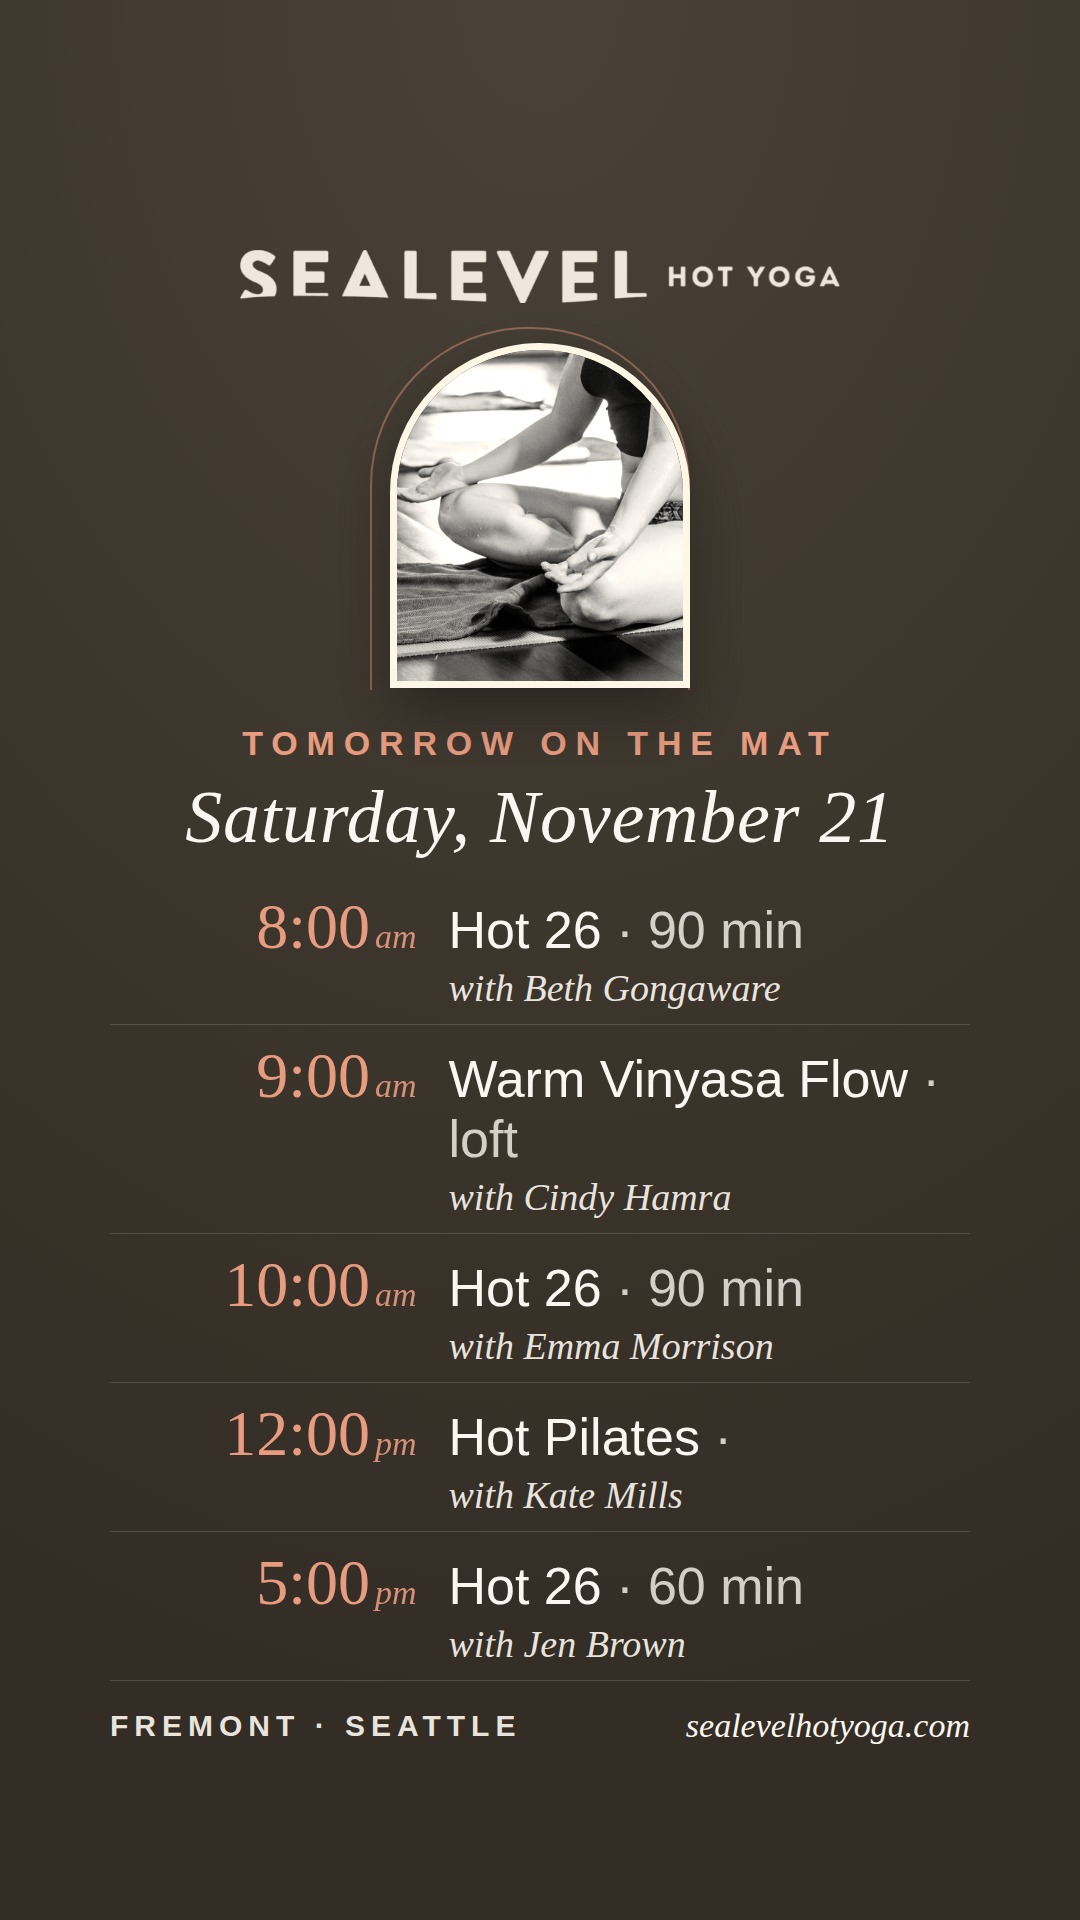 SEALEVEL HOT YOGA
TOMORROW ON THE MAT
Saturday, November 21
8:00 am Hot 26 · 90 min
with Beth Gongaware
9:00 am Warm Vinyasa Flow ·
loft
with Cindy Hamra
10:00 am Hot 26 · 90 min
with Emma Morrison
12:00 pm Hot Pilates ·
with Kate Mills
5:00 pm Hot 26 · 60 min
with Jen Brown
FREMONT · SEATTLE sealevelhotyoga.com